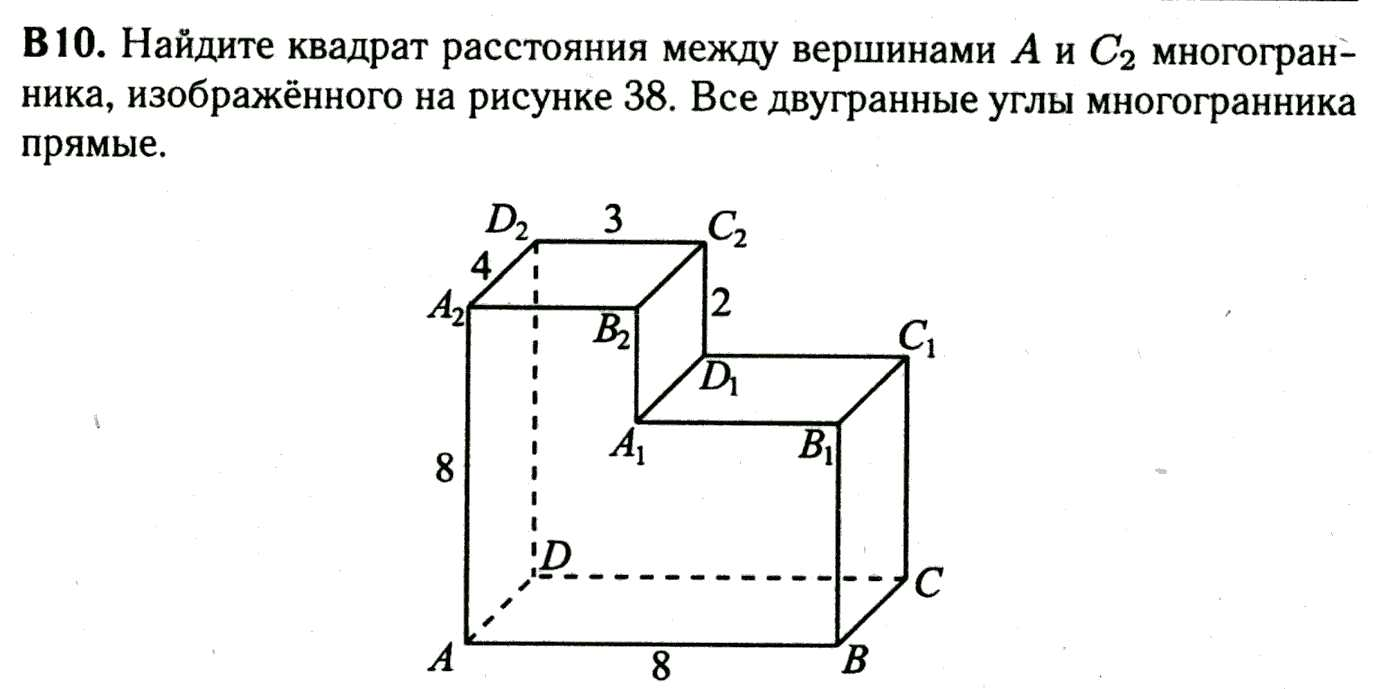 В10. Найдите квадрат расстояния между вершинами A и C₂ многогран-
ника, изображённого на рисунке 38. Все двугранные углы многогранника
прямые.
D₂ 3 C₂
4
A₂ B₂ 2
C₁
D₁
A₁ B₁
8
D
C
A 8 B